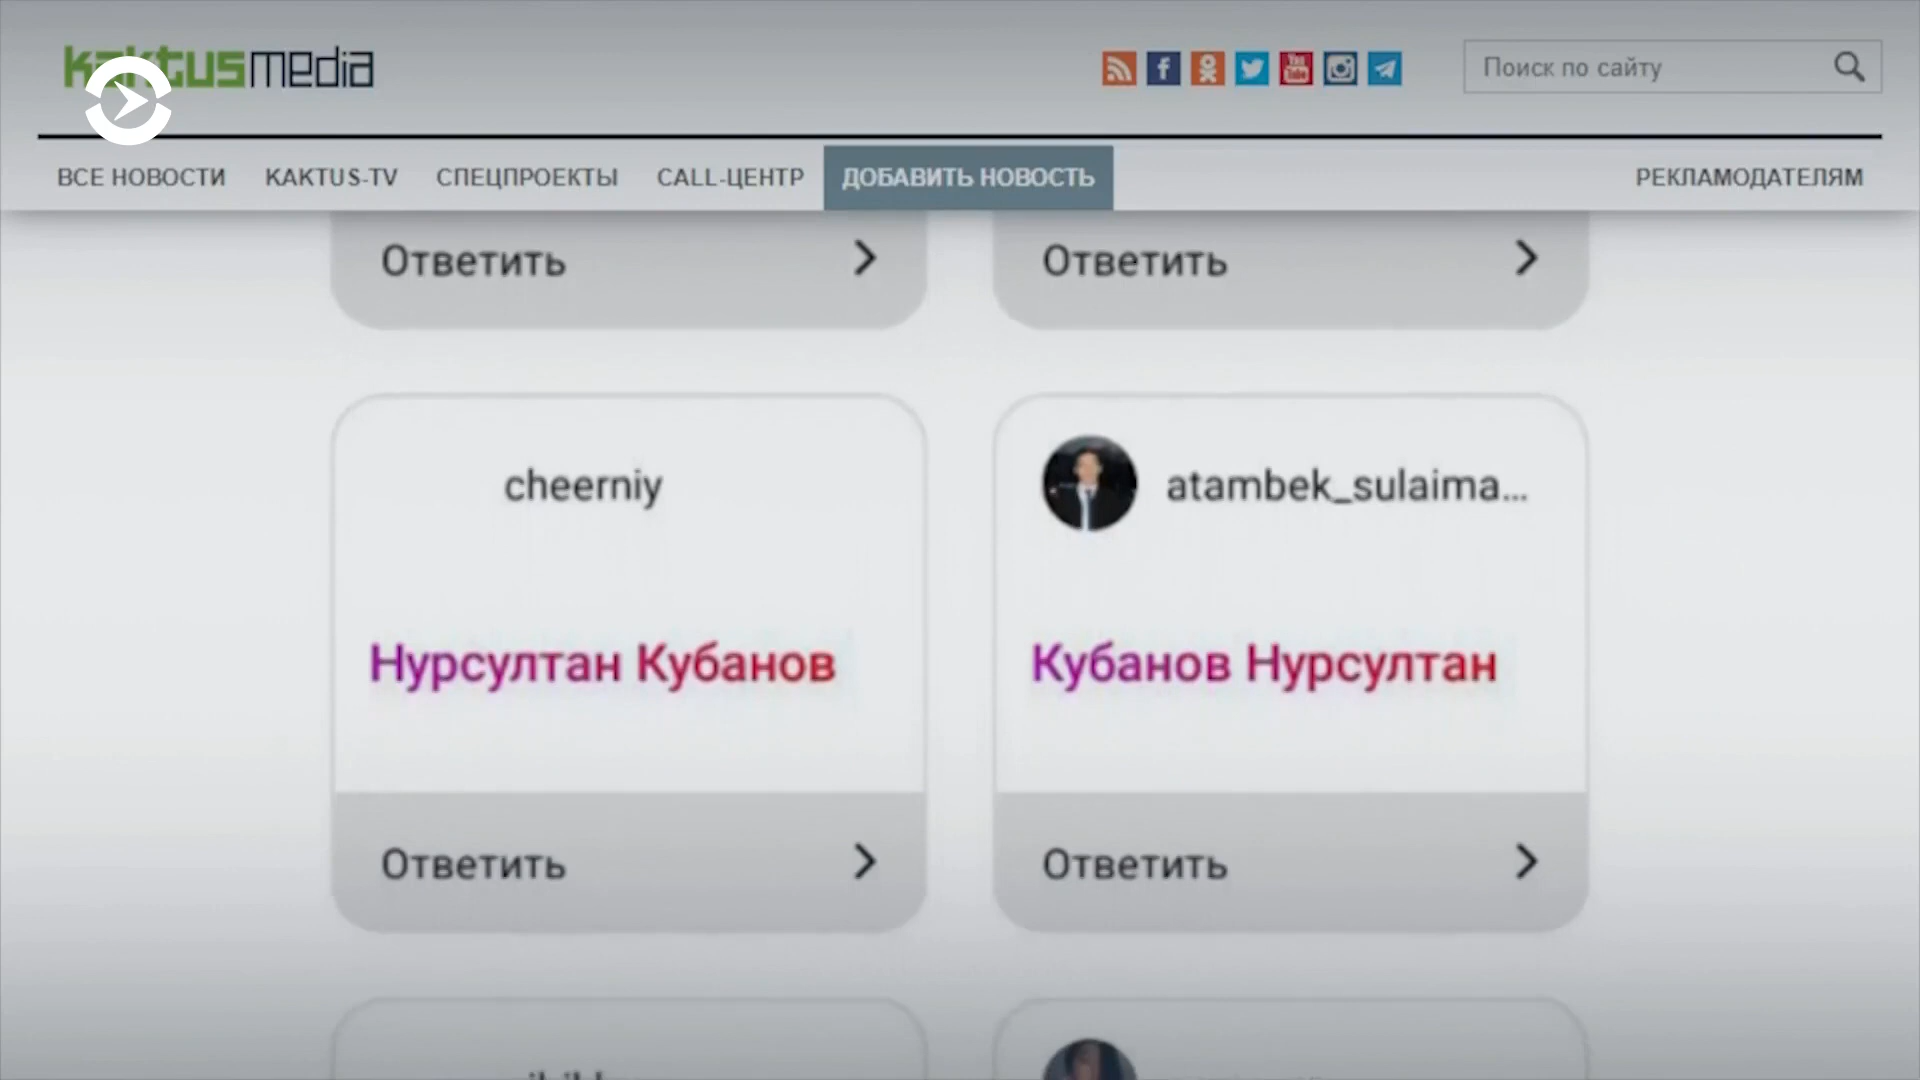 kaktusmedia
Поиск по сайту
ВСЕ НОВОСТИ KAKTUS-TV СПЕЦПРОЕКТЫ CALL-ЦЕНТР ДОБАВИТЬ НОВОСТЬ РЕКЛАМОДАТЕЛЯМ
Ответить Ответить
cheerniy atambek_sulaima...
Нурсултан Кубанов Кубанов Нурсултан
Ответить Ответить